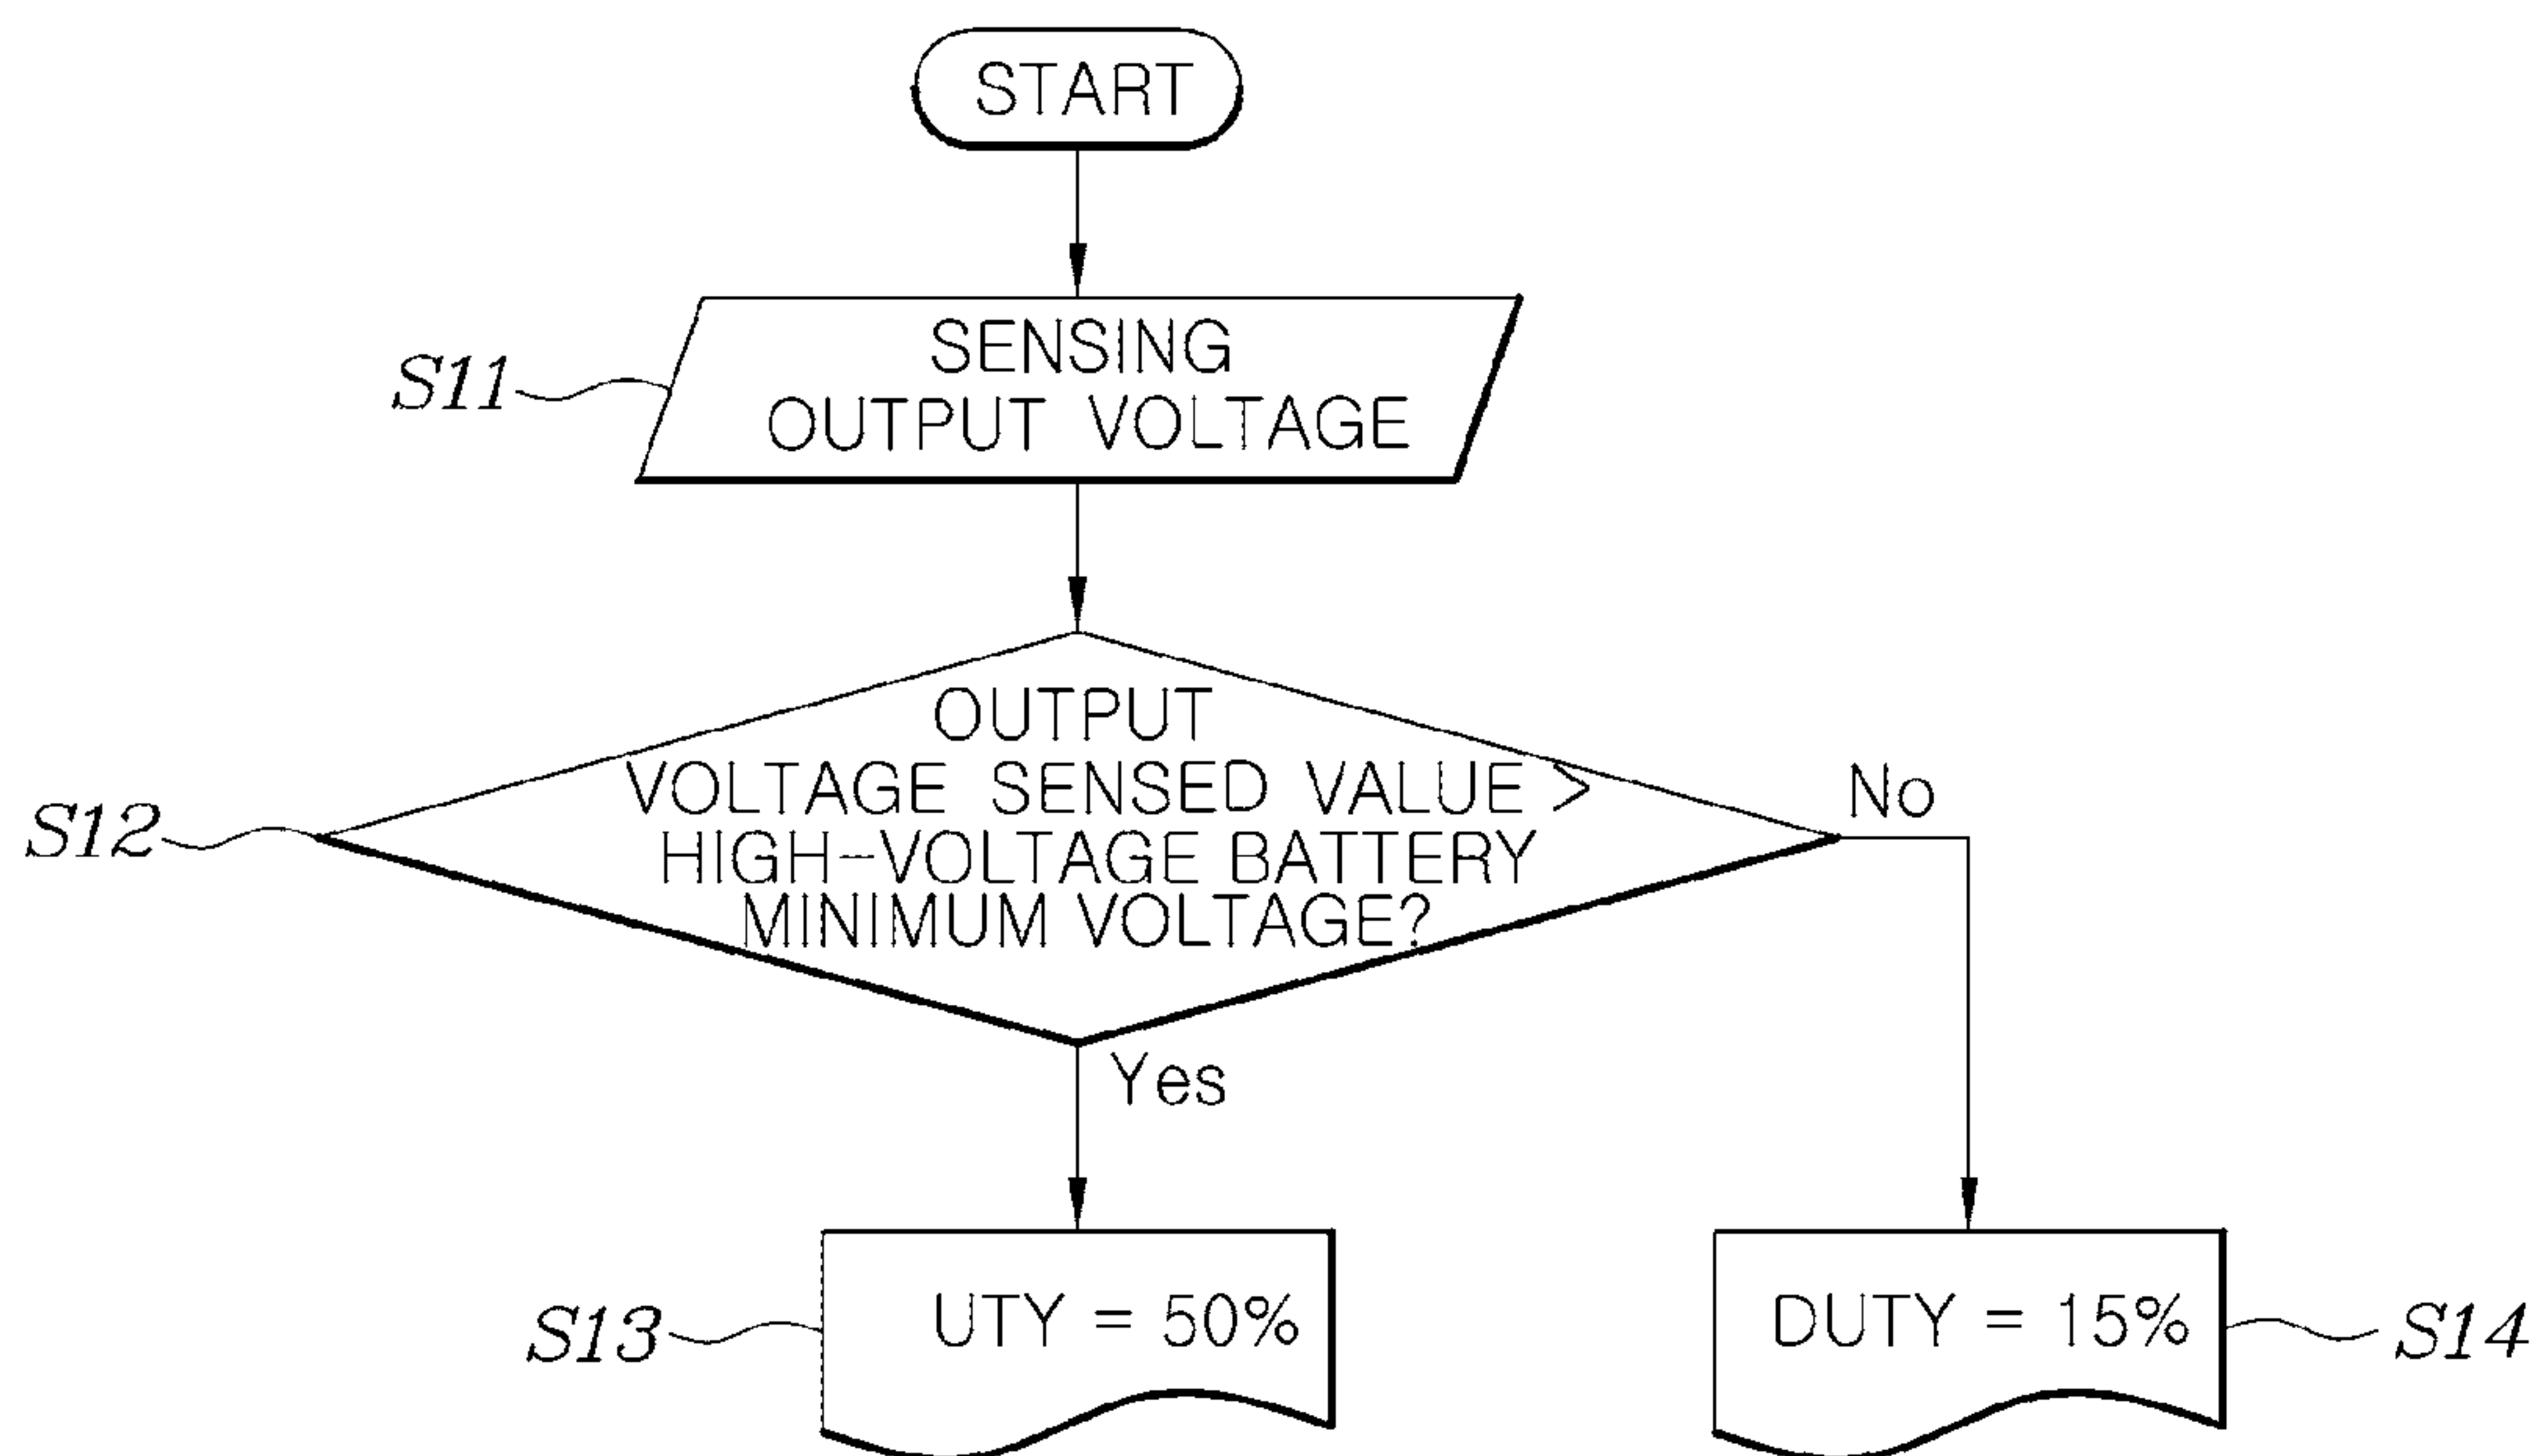 START
S11
SENSING
OUTPUT VOLTAGE
S12
OUTPUT
VOLTAGE SENSED VALUE >
HIGH-VOLTAGE BATTERY
MINIMUM VOLTAGE?
No
Yes
S13
UTY = 50%
DUTY = 15%
S14